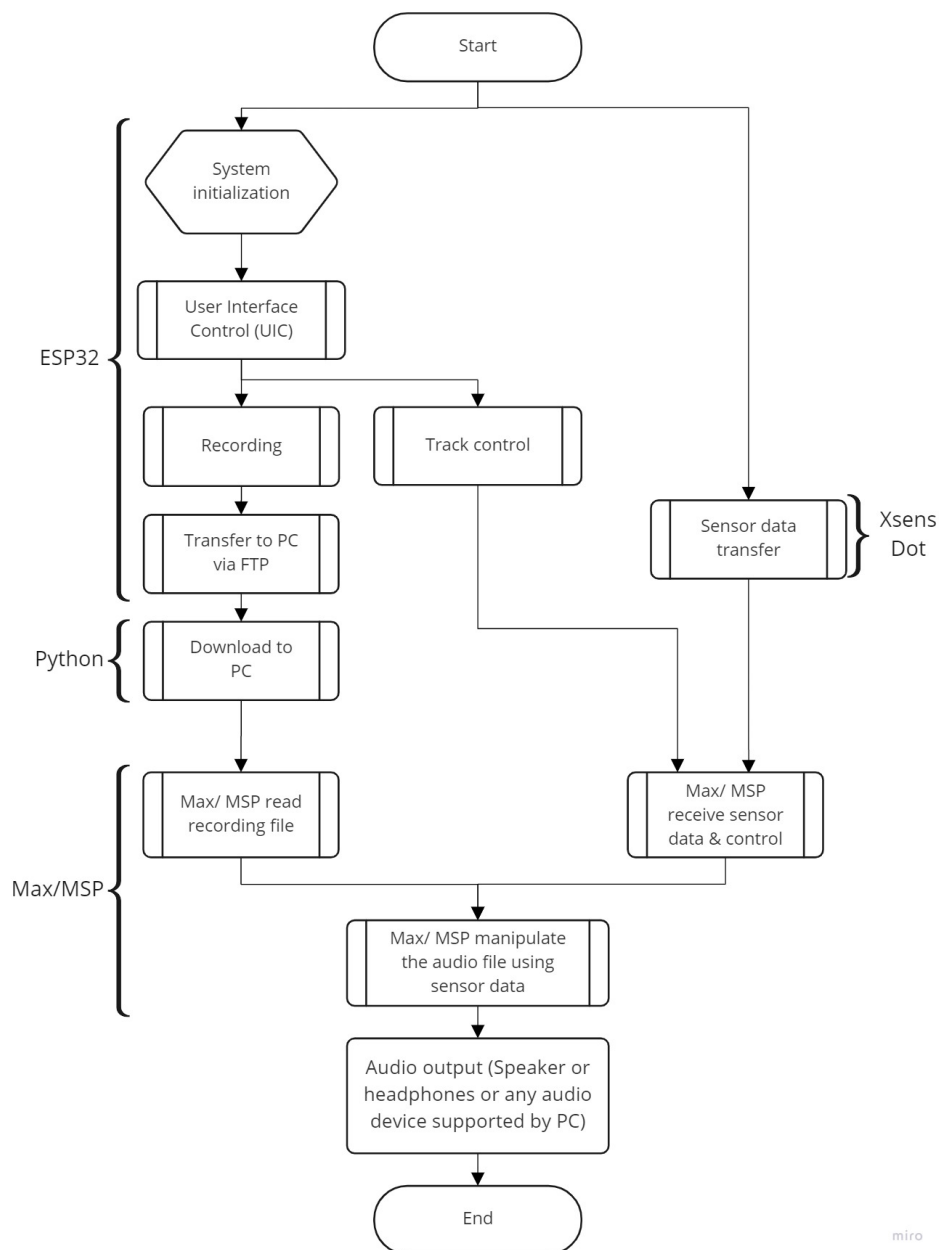 Start
System
initialization
User Interface
Control (UIC)
ESP32
Recording
Track control
Transfer to PC
via FTP
Sensor data
transfer
Xsens
Dot
Python
Download to
PC
Max/ MSP read
recording file
Max/ MSP
receive sensor
data & control
Max/MSP
Max/ MSP manipulate
the audio file using
sensor data
Audio output (Speaker or
headphones or any audio
device supported by PC)
End
miro